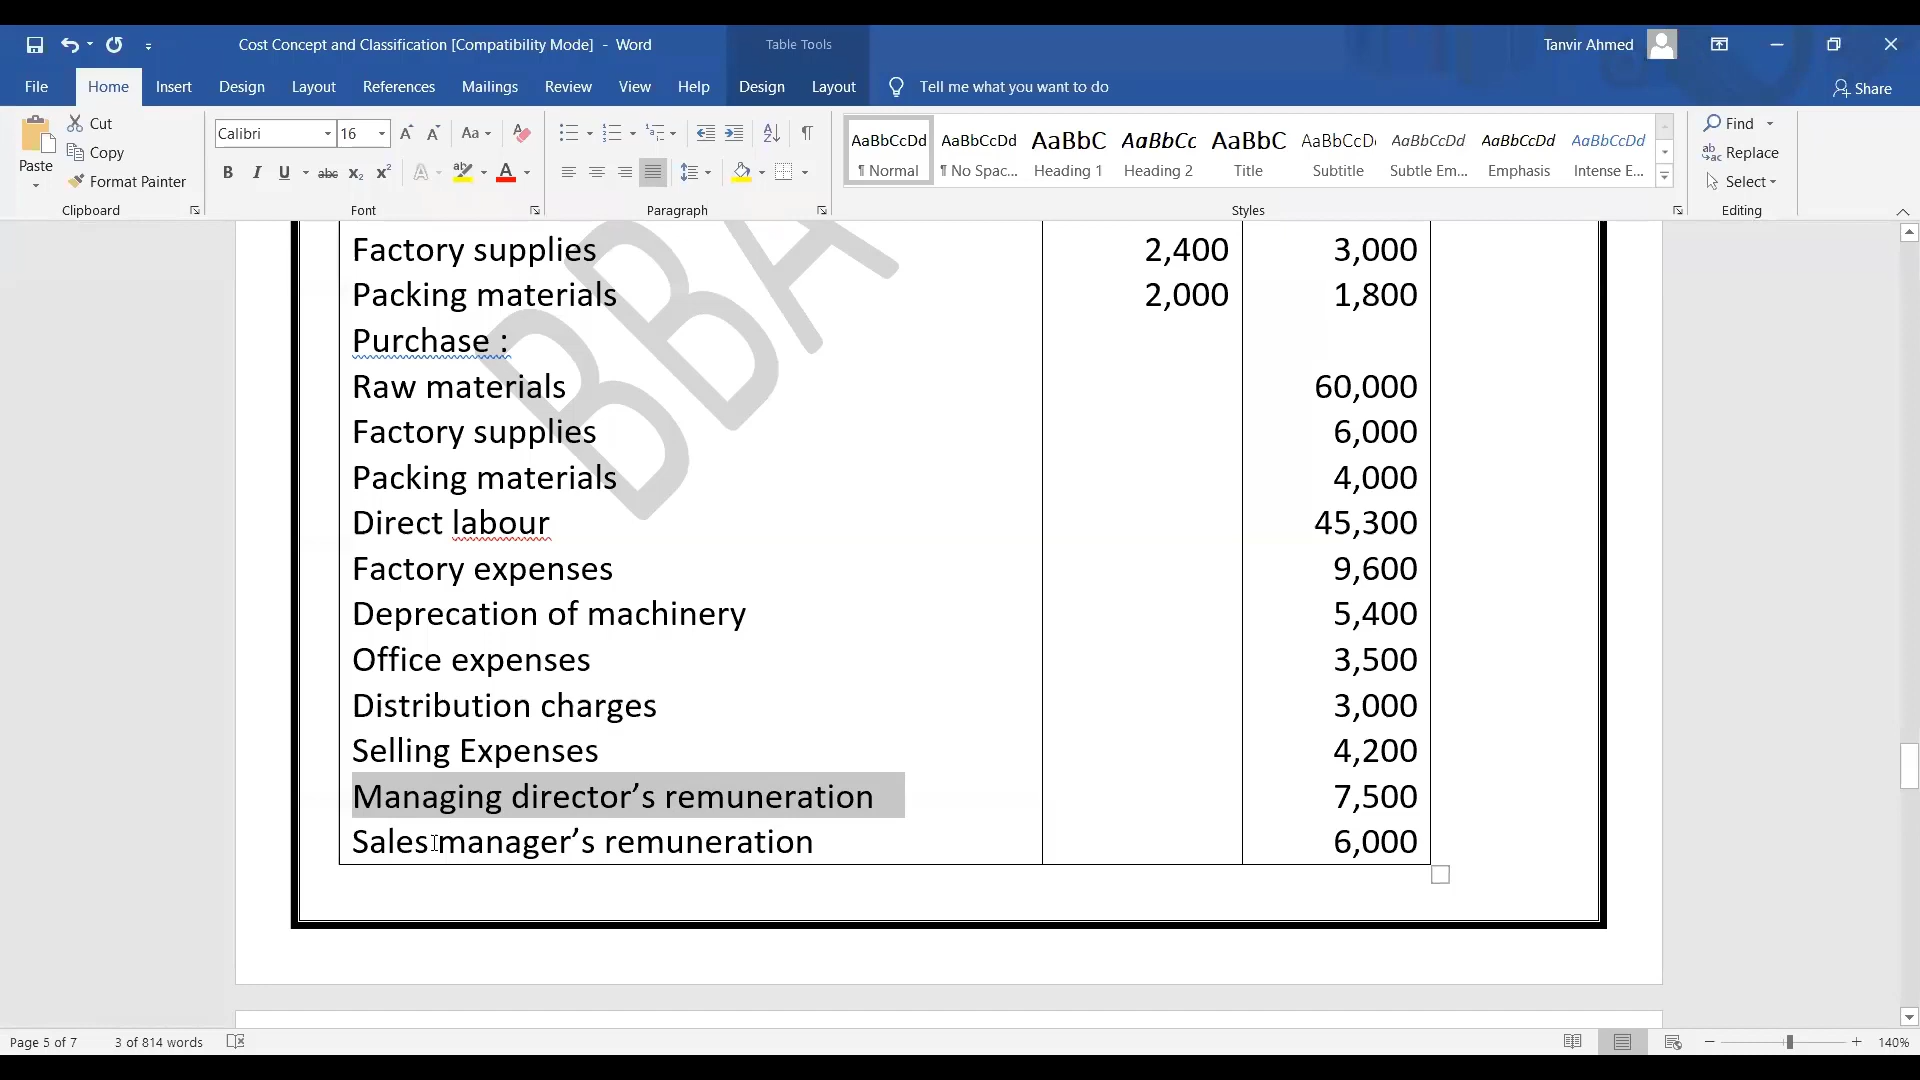 Cost Concept and Classification [Compatibility Mode] - Word
Table Tools
Tanvir Ahmed
File Home Insert Design Layout References Mailings Review View Help Design Layout Tell me what you want to do Share
Paste
Cut
Copy
Format Painter
Clipboard
Calibri 16
Font
Paragraph
AaBbCcDd ¶ Normal
AaBbCcDd ¶ No Spac...
AaBbC Heading 1
AaBbCc Heading 2
AaBbC Title
AaBbCcD Subtitle
AaBbCcDd Subtle Em...
AaBbCcDd Emphasis
AaBbCcDd Intense E...
Styles
Find
Replace
Select
Editing
BBA
Factory supplies 2,400 3,000
Packing materials 2,000 1,800
Purchase :
Raw materials 60,000
Factory supplies 6,000
Packing materials 4,000
Direct labour 45,300
Factory expenses 9,600
Deprecation of machinery 5,400
Office expenses 3,500
Distribution charges 3,000
Selling Expenses 4,200
Managing director’s remuneration 7,500
Sales manager’s remuneration 6,000
Page 5 of 7 3 of 814 words 140%